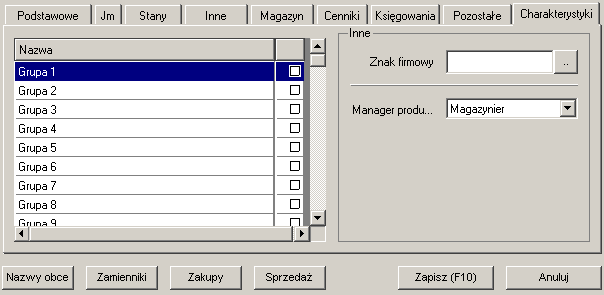 Podstawowe Jm Stany Inne Magazyn Cenniki Księgowania Pozostałe Charakterystyki
Nazwa
Grupa 1
Grupa 2
Grupa 3
Grupa 4
Grupa 5
Grupa 6
Grupa 7
Grupa 8
Grupa 9
Inne
Znak firmowy ..
Manager produ... Magazynier
Nazwy obce Zamienniki Zakupy Sprzedaż Zapisz (F10) Anuluj